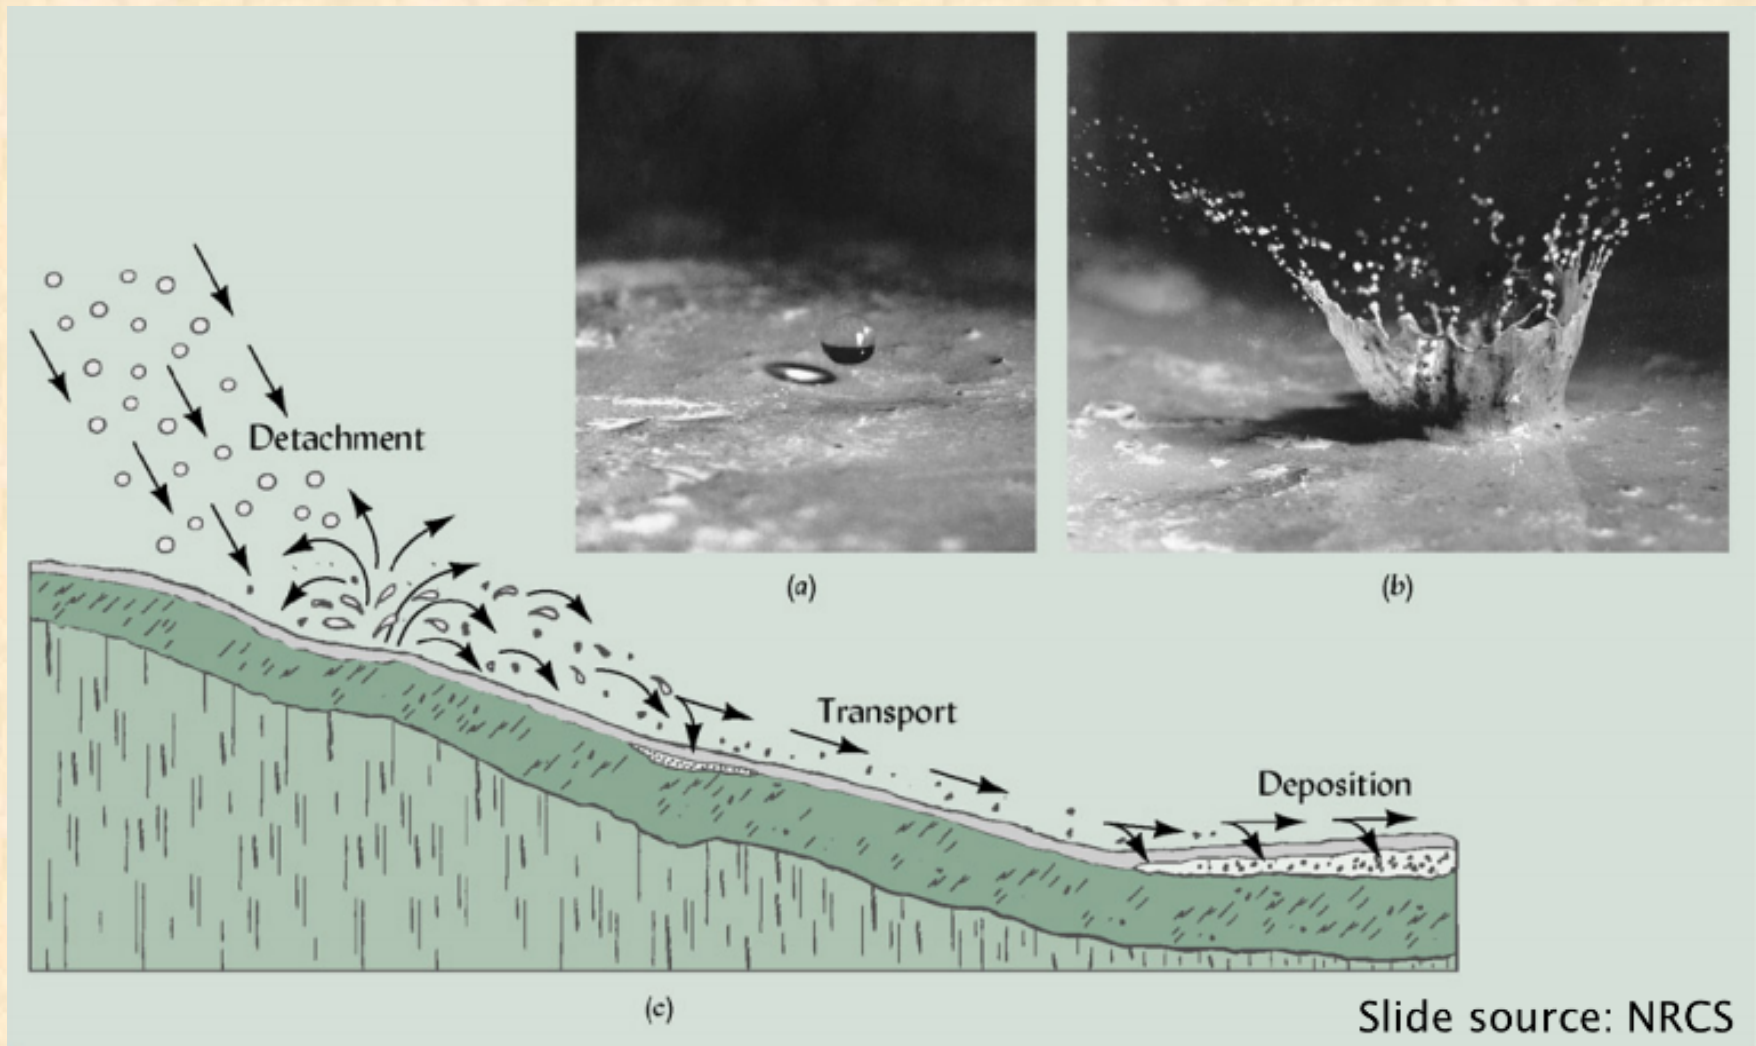 Detachment
(a)
(b)
Transport
Deposition
(c)
Slide source: NRCS